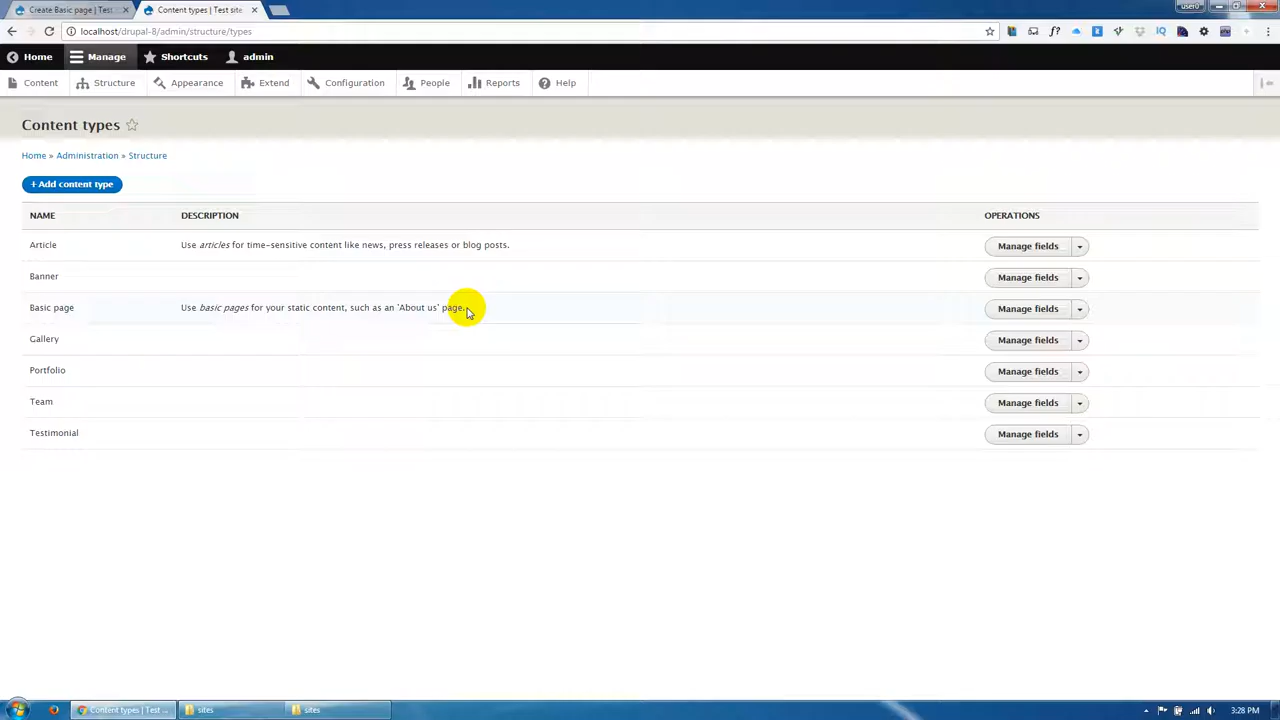 Create Basic page | Test
Content types | Test site
user0
localhost/drupal-8/admin/structure/types
f?
IQ
Home
Manage
Shortcuts
admin
Content
Structure
Appearance
Extend
Configuration
People
Reports
Help
Content types
Home » Administration » Structure
+Add content type
NAME DESCRIPTION OPERATIONS
Article Use articles for time-sensitive content like news, press releases or blog posts. Manage fields
Banner Manage fields
Basic page Use basic pages for your static content, such as an 'About us' page. Manage fields
Gallery Manage fields
Portfolio Manage fields
Team Manage fields
Testimonial Manage fields
Content types | Test ...
sites
sites
3:28 PM